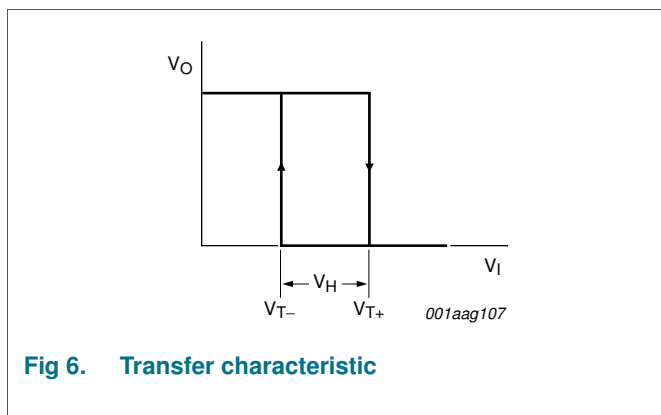 VO
VI
VH
VT−
VT+
001aag107
Fig 6. Transfer characteristic